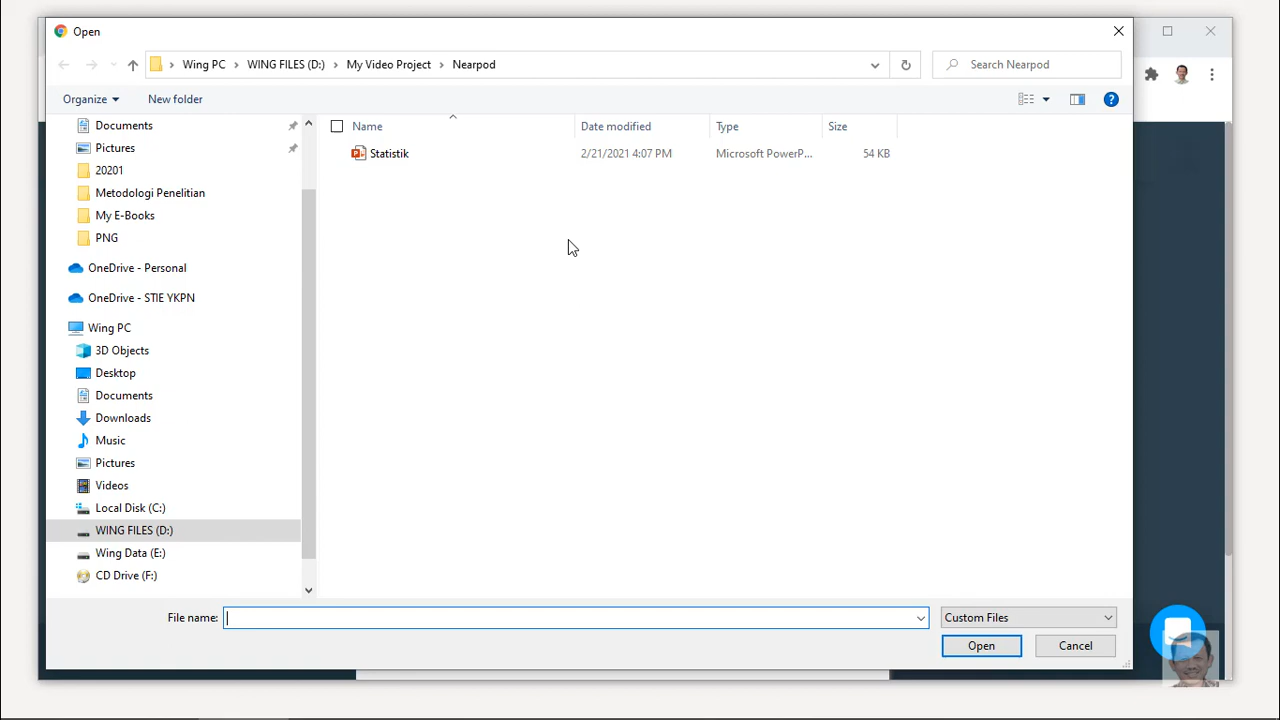 Open
Wing PC > WING FILES (D:) > My Video Project > Nearpod
Search Nearpod
Organize
New folder
Name
Date modified
Type
Size
Statistik
2/21/2021 4:07 PM
Microsoft PowerP...
54 KB
Documents
Pictures
20201
Metodologi Penelitian
My E-Books
PNG
OneDrive - Personal
OneDrive - STIE YKPN
Wing PC
3D Objects
Desktop
Documents
Downloads
Music
Pictures
Videos
Local Disk (C:)
WING FILES (D:)
Wing Data (E:)
CD Drive (F:)
File name:
Custom Files
Open
Cancel